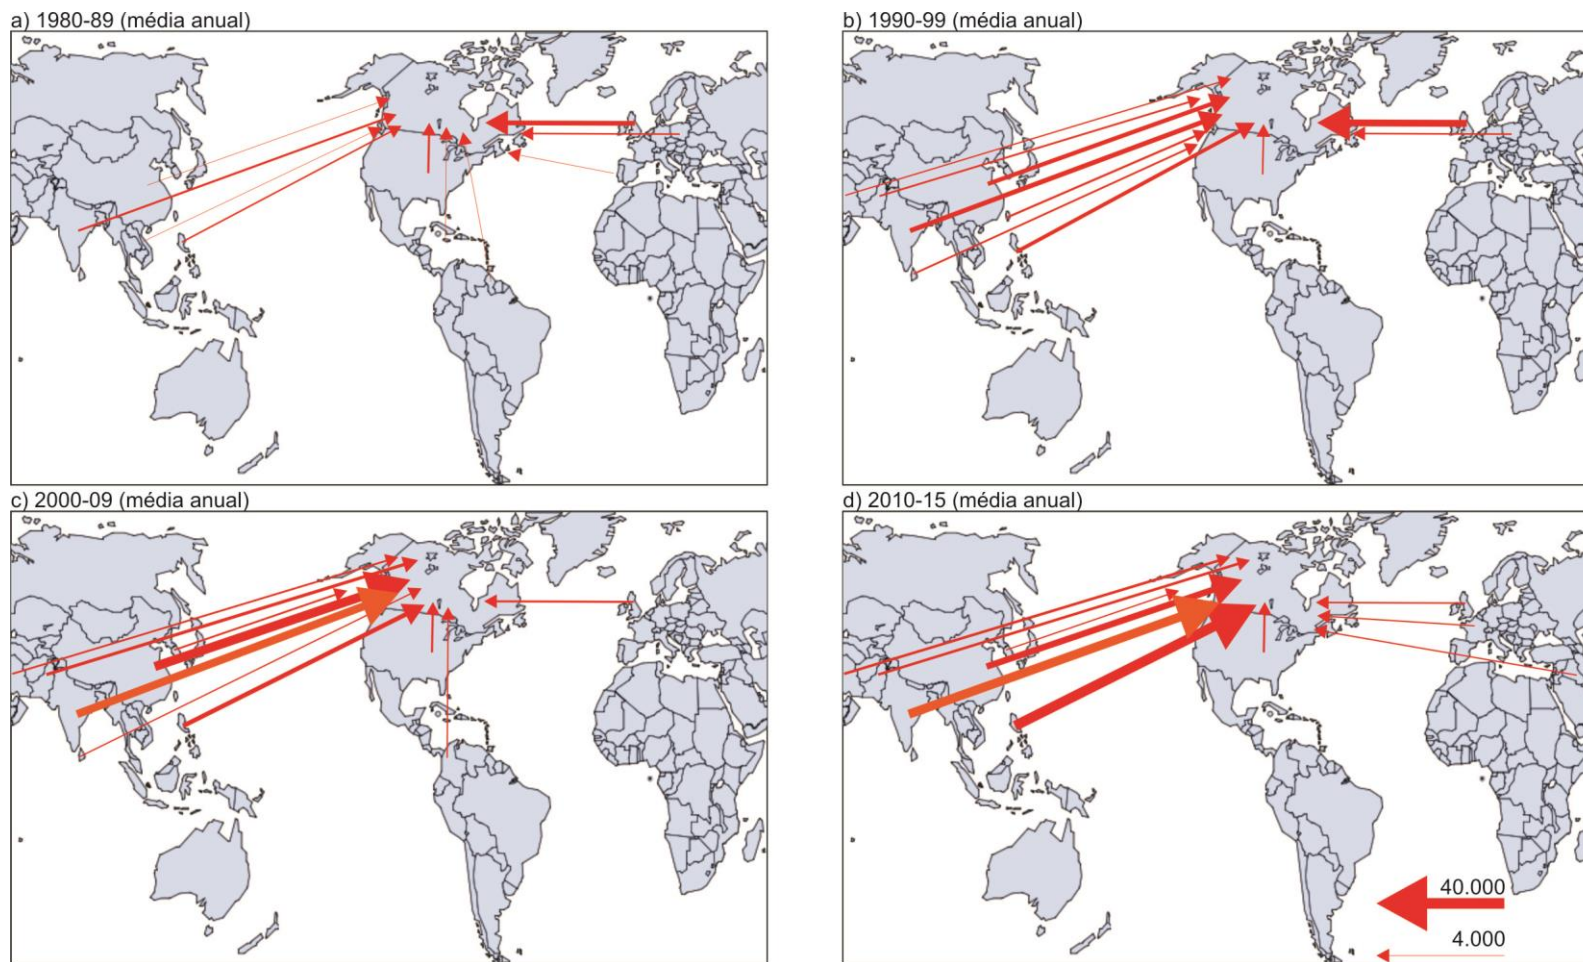 a) 1980-89 (média anual)
b) 1990-99 (média anual)
c) 2000-09 (média anual)
d) 2010-15 (média anual)
40.000
4.000